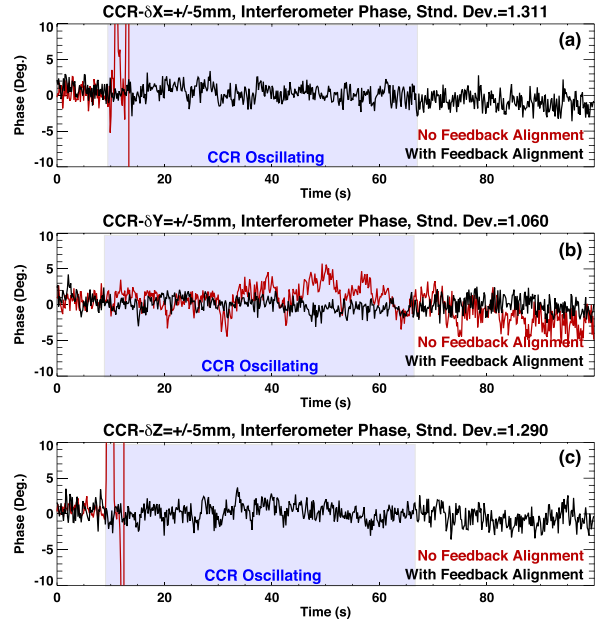 CCR-δX=+/-5mm, Interferometer Phase, Stnd. Dev.=1.311
10
5
0
-5
-10
Phase (Deg.)
(a)
No Feedback Alignment
CCR Oscillating
With Feedback Alignment
0
20
40
60
80
Time (s)
CCR-δY=+/-5mm, Interferometer Phase, Stnd. Dev.=1.060
10
5
0
-5
-10
Phase (Deg.)
(b)
No Feedback Alignment
CCR Oscillating
With Feedback Alignment
0
20
40
60
80
Time (s)
CCR-δZ=+/-5mm, Interferometer Phase, Stnd. Dev.=1.290
10
5
0
-5
-10
Phase (Deg.)
(c)
No Feedback Alignment
CCR Oscillating
With Feedback Alignment
0
20
40
60
80
Time (s)